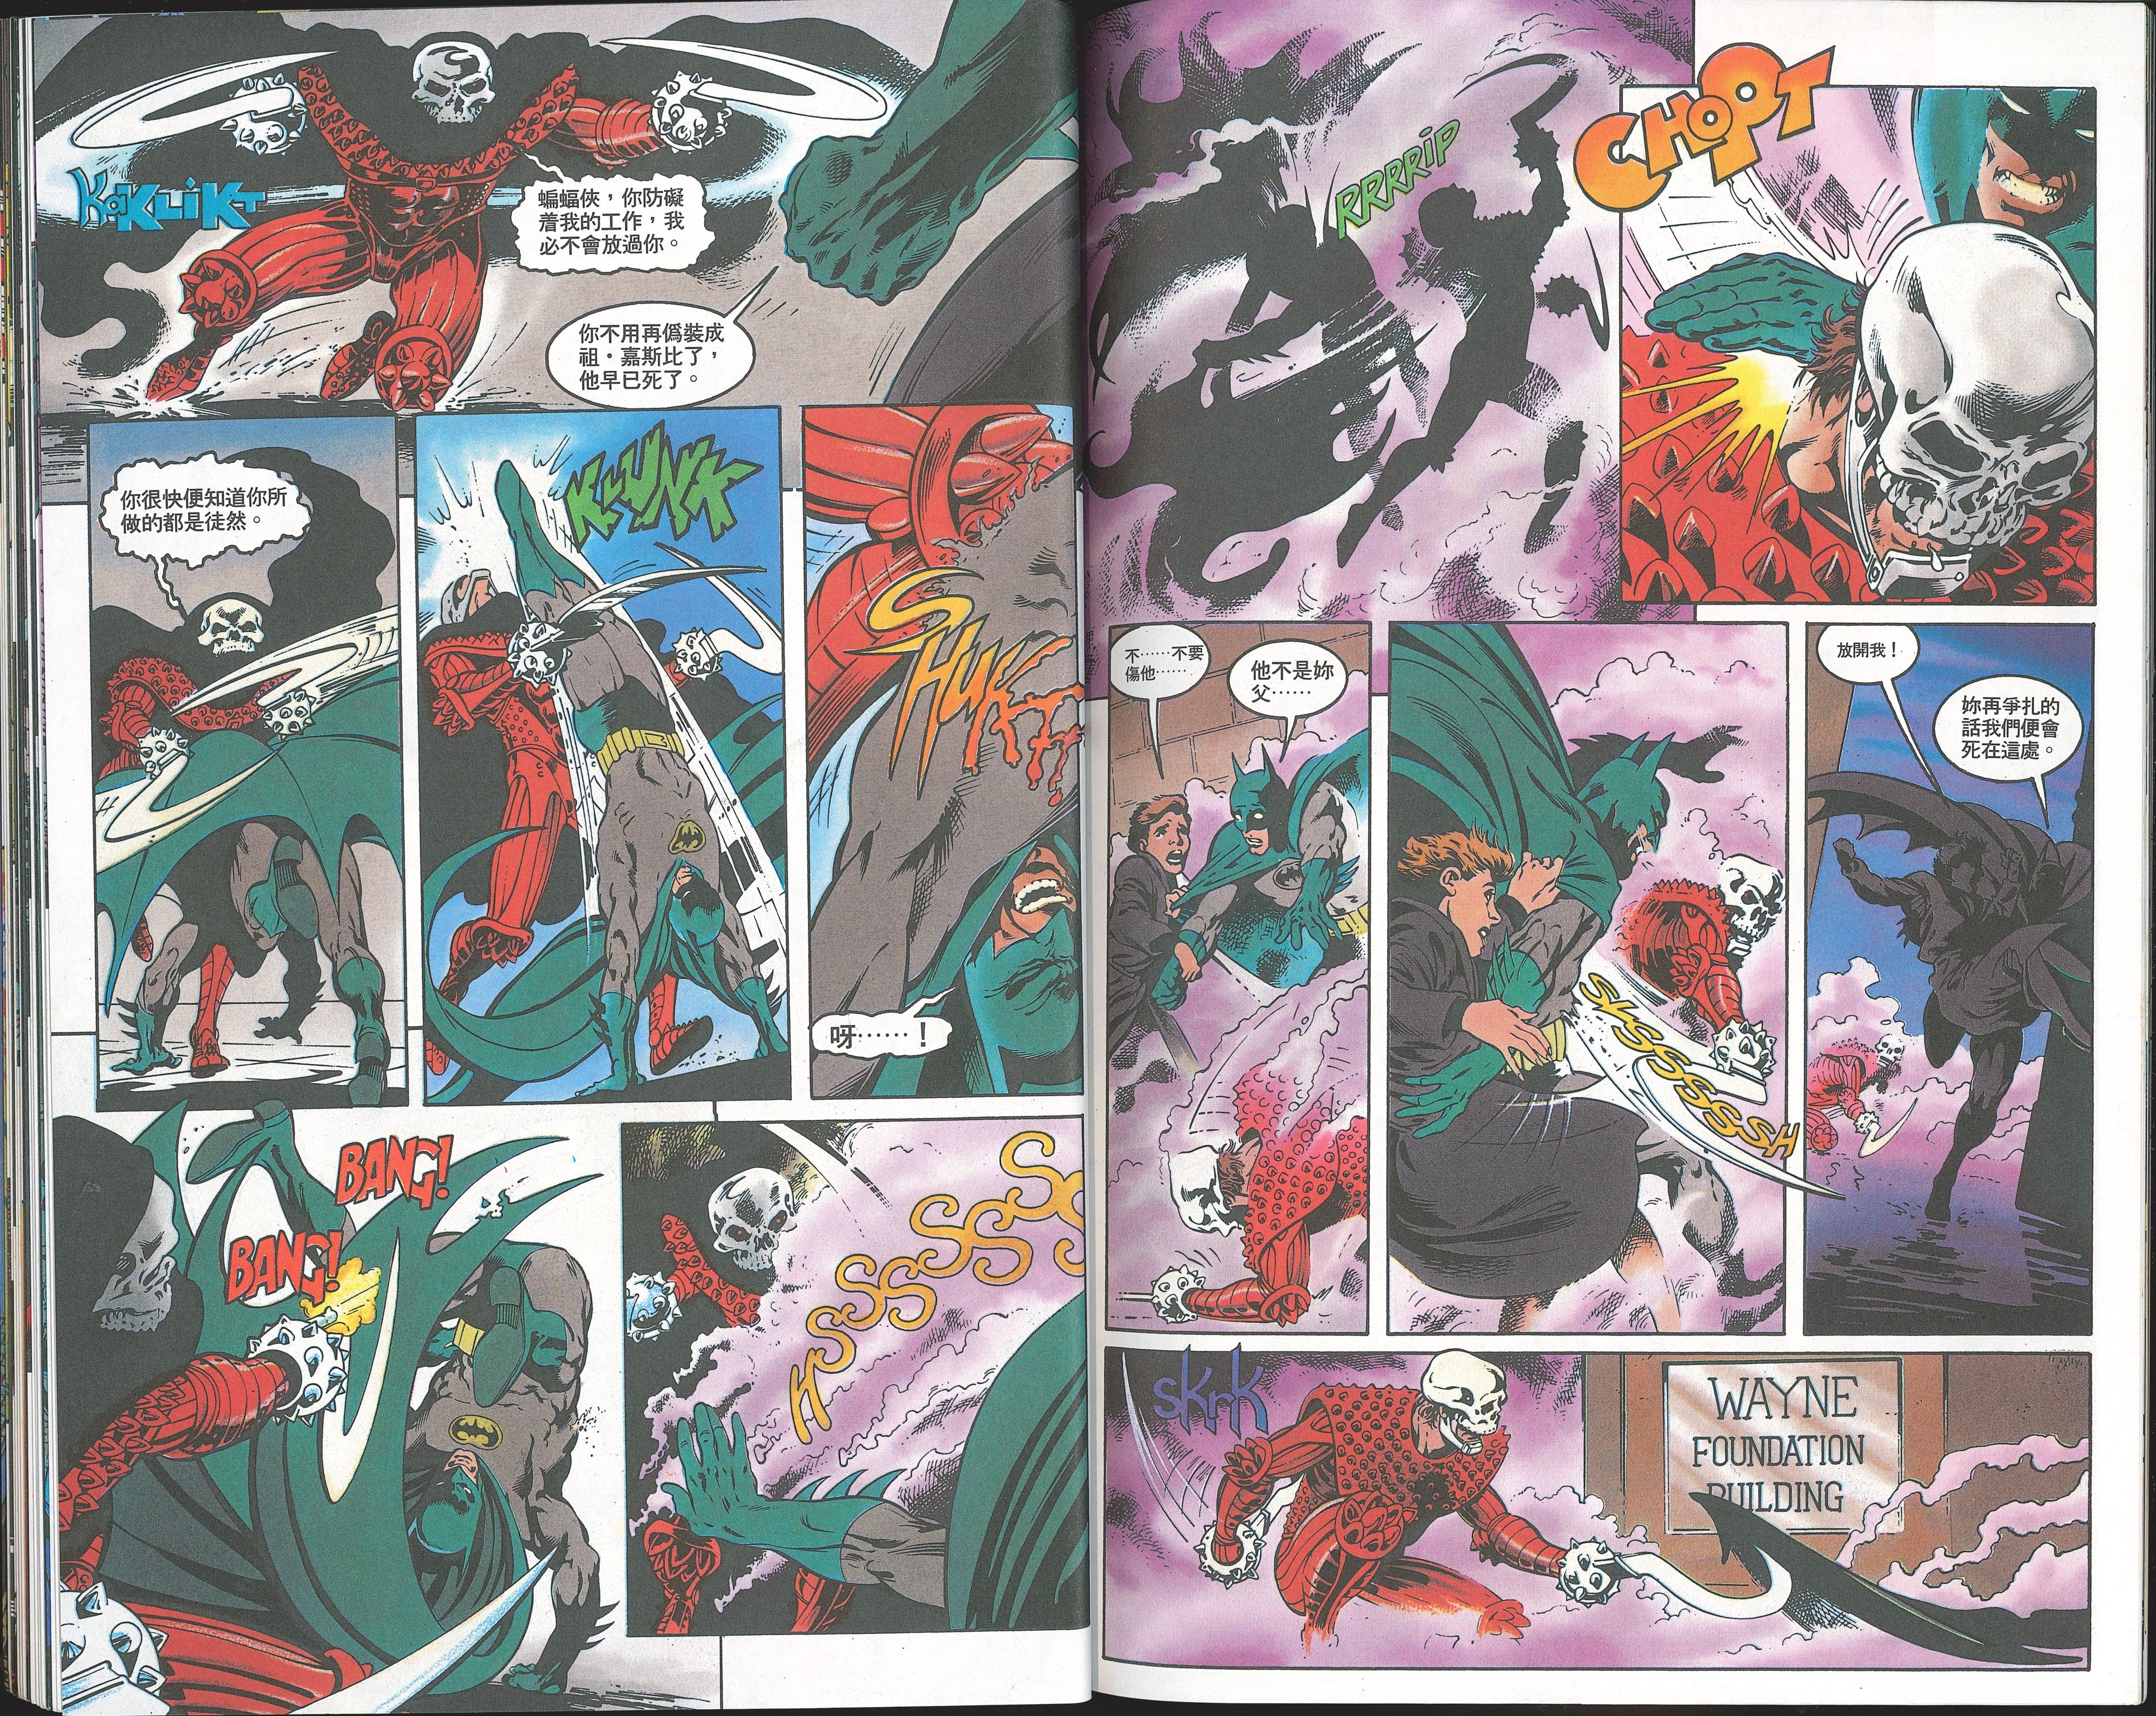 KaKLiKT
蝙蝠俠，你防礙
着我的工作，我
必不會放過你。
你不用再僞裝成
祖・嘉斯比了，
他早已死了。
你很快便知道你所
做的都是徒然。
KLUNK
SHUKTT
呀……！
BANG!
BANG!
HSSSSSSS
RRRRiP
CHOPT
不……不要
傷他……
他不是妳
父……
SVSSSSSSH
放開我！
妳再爭扎的
話我們便會
死在這處。
sKrK
WAYNE
FOUNDATION
BUILDING